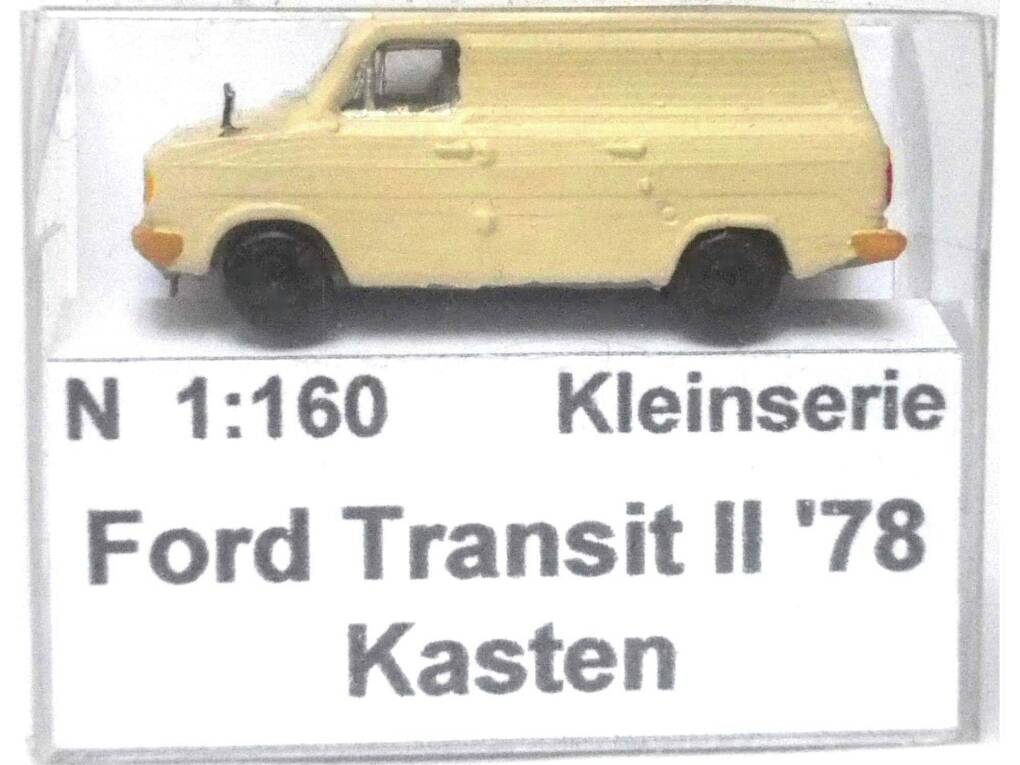 N 1:160 Kleinserie
Ford Transit II '78
Kasten